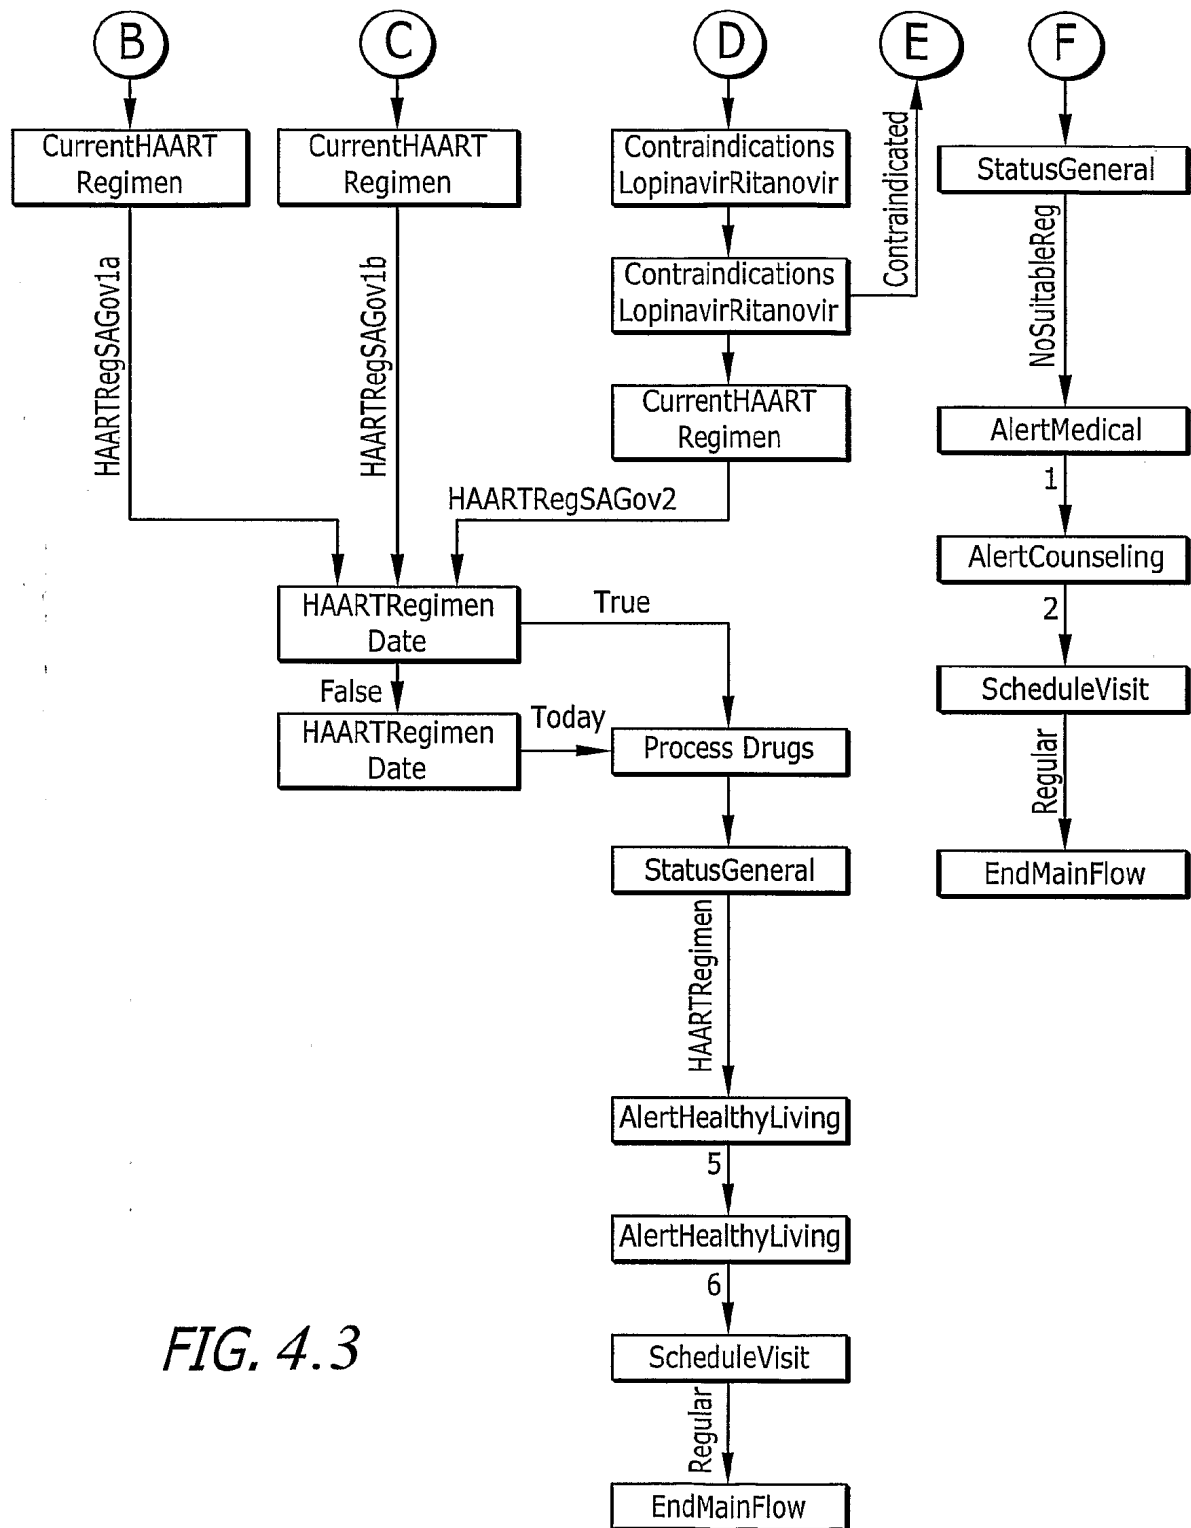 B
C
D
E
F
CurrentHAART
Regimen
CurrentHAART
Regimen
Contraindications
LopinavirRitanovir
Contraindicated
StatusGeneral
HAARTRegSAGov1a
HAARTRegSAGov1b
Contraindications
LopinavirRitanovir
NoSuitableReg
CurrentHAART
Regimen
AlertMedical
1
HAARTRegSAGov2
AlertCounseling
2
HAARTRegimen
Date
True
False
ScheduleVisit
HAARTRegimen
Date
Today
Process Drugs
Regular
StatusGeneral
EndMainFlow
HAARTRegimen
AlertHealthyLiving
5
AlertHealthyLiving
6
ScheduleVisit
Regular
EndMainFlow
FIG. 4.3